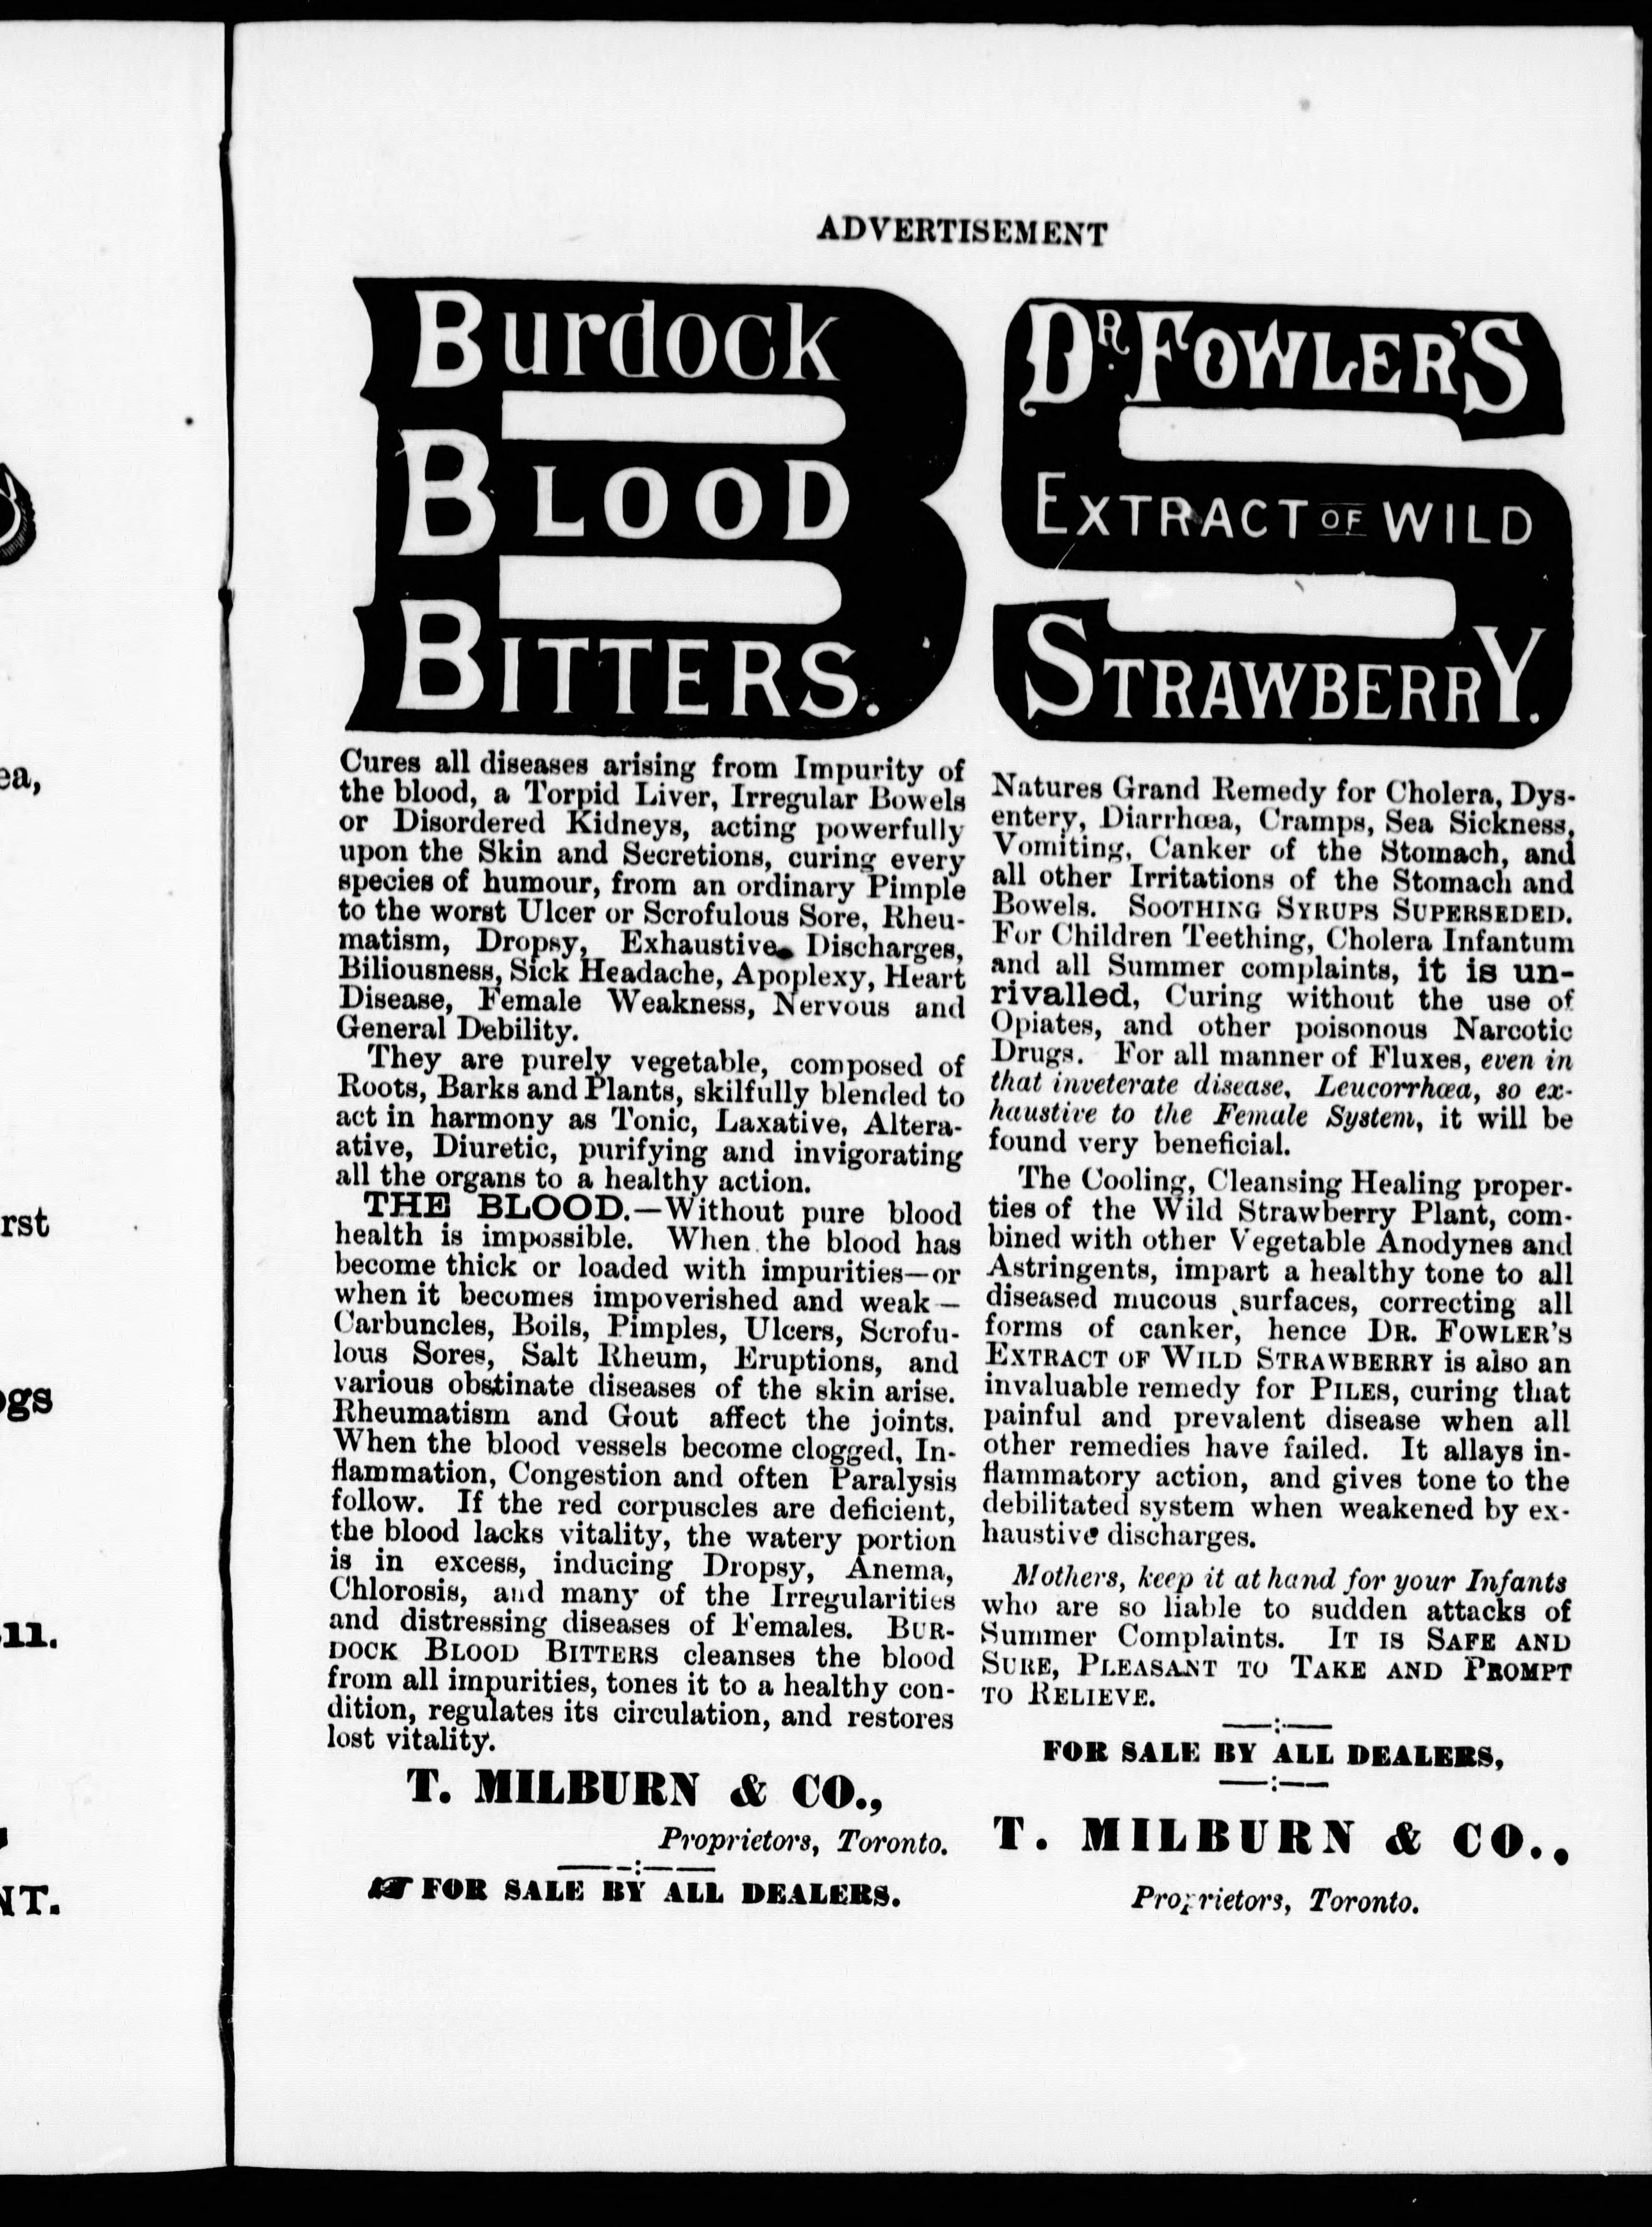 ea,
rst
ogs
11.
NT.
ADVERTISEMENT
Burdock
BLOOD
BITTERS.
Cures all diseases arising from Impurity of
the blood, a Torpid Liver, Irregular Bowels
or Disordered Kidneys, acting powerfully
upon the Skin and Secretions, curing every
species of humour, from an ordinary Pimple
to the worst Ulcer or Scrofulous Sore, Rheu-
matism, Dropsy, Exhaustive Discharges,
Biliousness, Sick Headache, Apoplexy, Heart
Disease, Female Weakness, Nervous and
General Debility.
They are purely vegetable, composed of
Roots, Barks and Plants, skilfully blended to
act in harmony as Tonic, Laxative, Altera-
ative, Diuretic, purifying and invigorating
all the organs to a healthy action.
THE BLOOD.—Without pure blood
health is impossible. When the blood has
become thick or loaded with impurities—or
when it becomes impoverished and weak—
Carbuncles, Boils, Pimples, Ulcers, Scrofu-
lous Sores, Salt Rheum, Eruptions, and
various obstinate diseases of the skin arise.
Rheumatism and Gout affect the joints.
When the blood vessels become clogged, In-
flammation, Congestion and often Paralysis
follow. If the red corpuscles are deficient,
the blood lacks vitality, the watery portion
is in excess, inducing Dropsy, Anema,
Chlorosis, and many of the Irregularities
and distressing diseases of Females. BUR-
DOCK BLOOD BITTERS cleanses the blood
from all impurities, tones it to a healthy con-
dition, regulates its circulation, and restores
lost vitality.
T. MILBURN & CO.,
Proprietors, Toronto.
☛ FOR SALE BY ALL DEALERS.
DR. FOWLER'S
EXTRACT OF WILD
STRAWBERRY.
Natures Grand Remedy for Cholera, Dys-
entery, Diarrhœa, Cramps, Sea Sickness,
Vomiting, Canker of the Stomach, and
all other Irritations of the Stomach and
Bowels. SOOTHING SYRUPS SUPERSEDED.
For Children Teething, Cholera Infantum
and all Summer complaints, it is un-
rivalled, Curing without the use of
Opiates, and other poisonous Narcotic
Drugs. For all manner of Fluxes, even in
that inveterate disease, Leucorrhœa, so ex-
haustive to the Female System, it will be
found very beneficial.
The Cooling, Cleansing Healing proper-
ties of the Wild Strawberry Plant, com-
bined with other Vegetable Anodynes and
Astringents, impart a healthy tone to all
diseased mucous surfaces, correcting all
forms of canker, hence DR. FOWLER'S
EXTRACT OF WILD STRAWBERRY is also an
invaluable remedy for PILES, curing that
painful and prevalent disease when all
other remedies have failed. It allays in-
flammatory action, and gives tone to the
debilitated system when weakened by ex-
haustive discharges.
Mothers, keep it at hand for your Infants
who are so liable to sudden attacks of
Summer Complaints. IT IS SAFE AND
SURE, PLEASANT TO TAKE AND PROMPT
TO RELIEVE.
FOR SALE BY ALL DEALERS,
T. MILBURN & CO.,
Proprietors, Toronto.